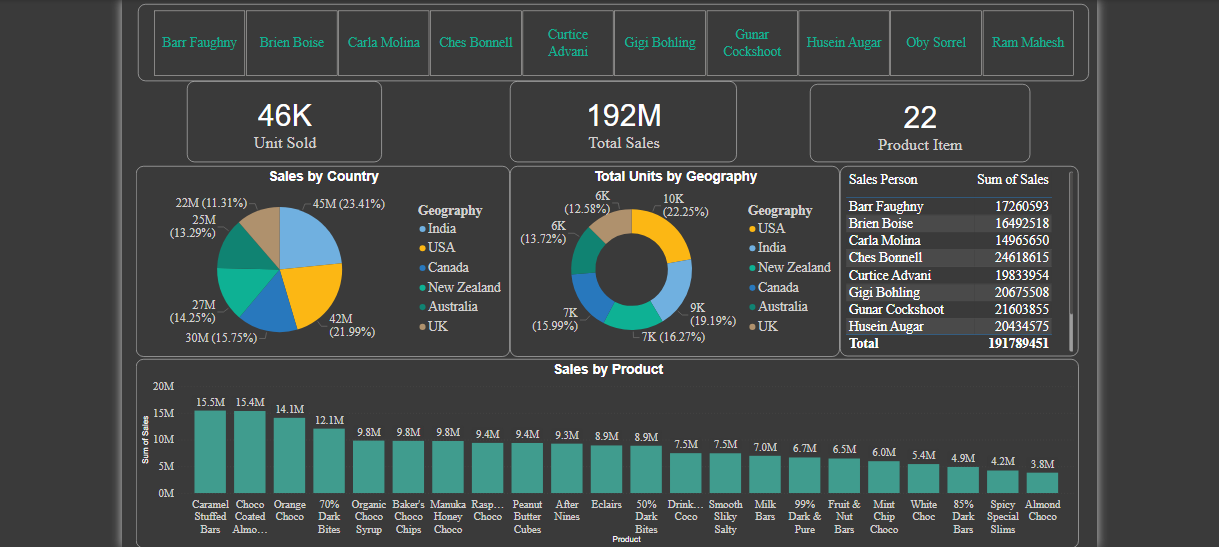 Barr Faughny
Brien Boise
Carla Molina
Ches Bonnell
Curtice
Advani
Gigi Bohling
Gunar
Cockshoot
Husein Augar
Oby Sorrel
Ram Mahesh
46K
Unit Sold
192M
Total Sales
22
Product Item
Sales by Country
22M (11.31%)
45M (23.41%)
25M
(13.29%)
27M
(14.25%)
30M (15.75%)
42M
(21.99%)
Geography
India
USA
Canada
New Zealand
Australia
UK
Total Units by Geography
6K
(12.58%)
10K
(22.25%)
6K
(13.72%)
7K
(15.99%)
7K (16.27%)
9K
(19.19%)
Geography
USA
India
New Zealand
Canada
Australia
UK
Sales Person Sum of Sales
Barr Faughny 17260593
Brien Boise 16492518
Carla Molina 14965650
Ches Bonnell 24618615
Curtice Advani 19833954
Gigi Bohling 20675508
Gunar Cockshoot 21603855
Husein Augar 20434575
Total 191789451
Sales by Product
Sum of Sales
20M
15M
10M
5M
0M
15.5M
15.4M
14.1M
12.1M
9.8M
9.8M
9.8M
9.4M
9.4M
9.3M
8.9M
8.9M
7.5M
7.5M
7.0M
6.7M
6.5M
6.0M
5.4M
4.9M
4.2M
3.8M
Caramel
Stuffed
Bars
Choco
Coated
Almo…
Orange
Choco
70%
Dark
Bites
Organic
Choco
Syrup
Baker's
Choco
Chips
Manuka
Honey
Choco
Rasp…
Choco
Peanut
Butter
Cubes
After
Nines
Eclairs
50%
Dark
Bites
Drink…
Coco
Smooth
Sliky
Salty
Milk
Bars
99%
Dark &
Pure
Fruit &
Nut
Bars
Mint
Chip
Choco
White
Choc
85%
Dark
Bars
Spicy
Special
Slims
Almond
Choco
Product